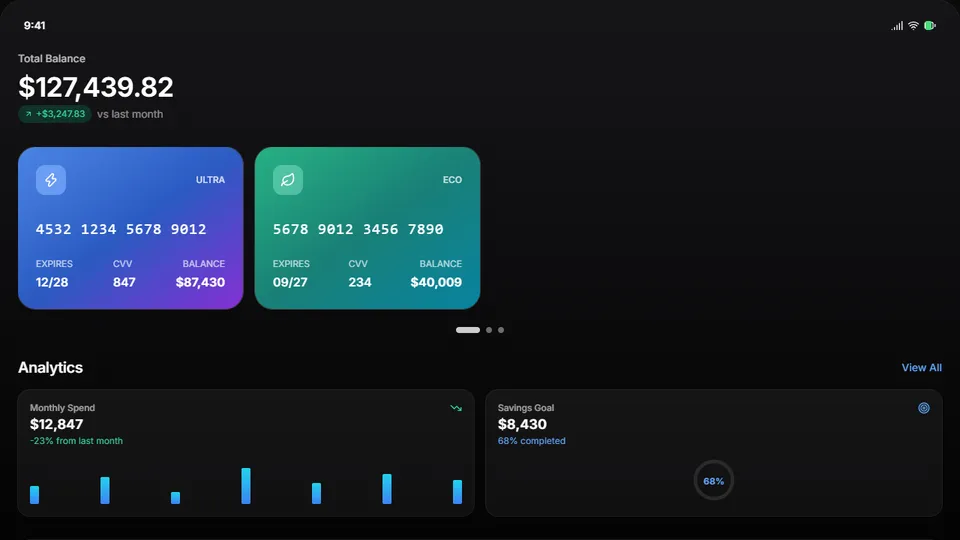 9:41
Total Balance
$127,439.82
+$3,247.83 vs last month
ULTRA
4532 1234 5678 9012
EXPIRES CVV BALANCE
12/28 847 $87,430
ECO
5678 9012 3456 7890
EXPIRES CVV BALANCE
09/27 234 $40,009
Analytics
View All
Monthly Spend
$12,847
-23% from last month
Savings Goal
$8,430
68% completed
68%